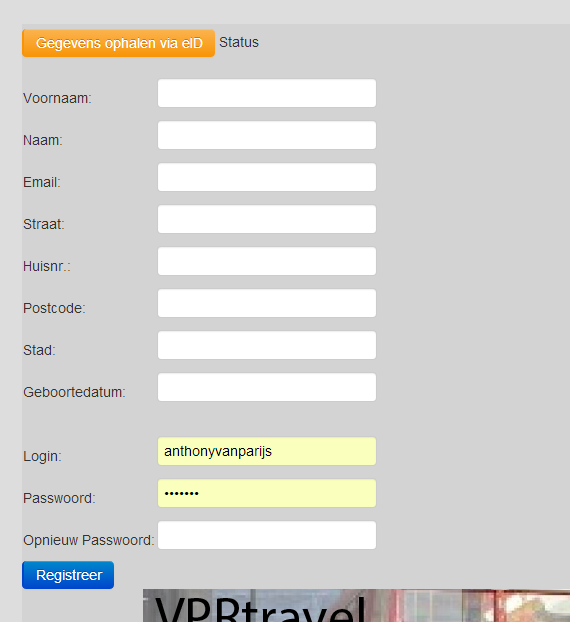 Gegevens ophalen via eID Status
Voornaam:
Naam:
Email:
Straat:
Huisnr.:
Postcode:
Stad:
Geboortedatum:
Login: anthonyvanparijs
Passwoord: •••••••
Opnieuw Passwoord:
Registreer
VPRtravel